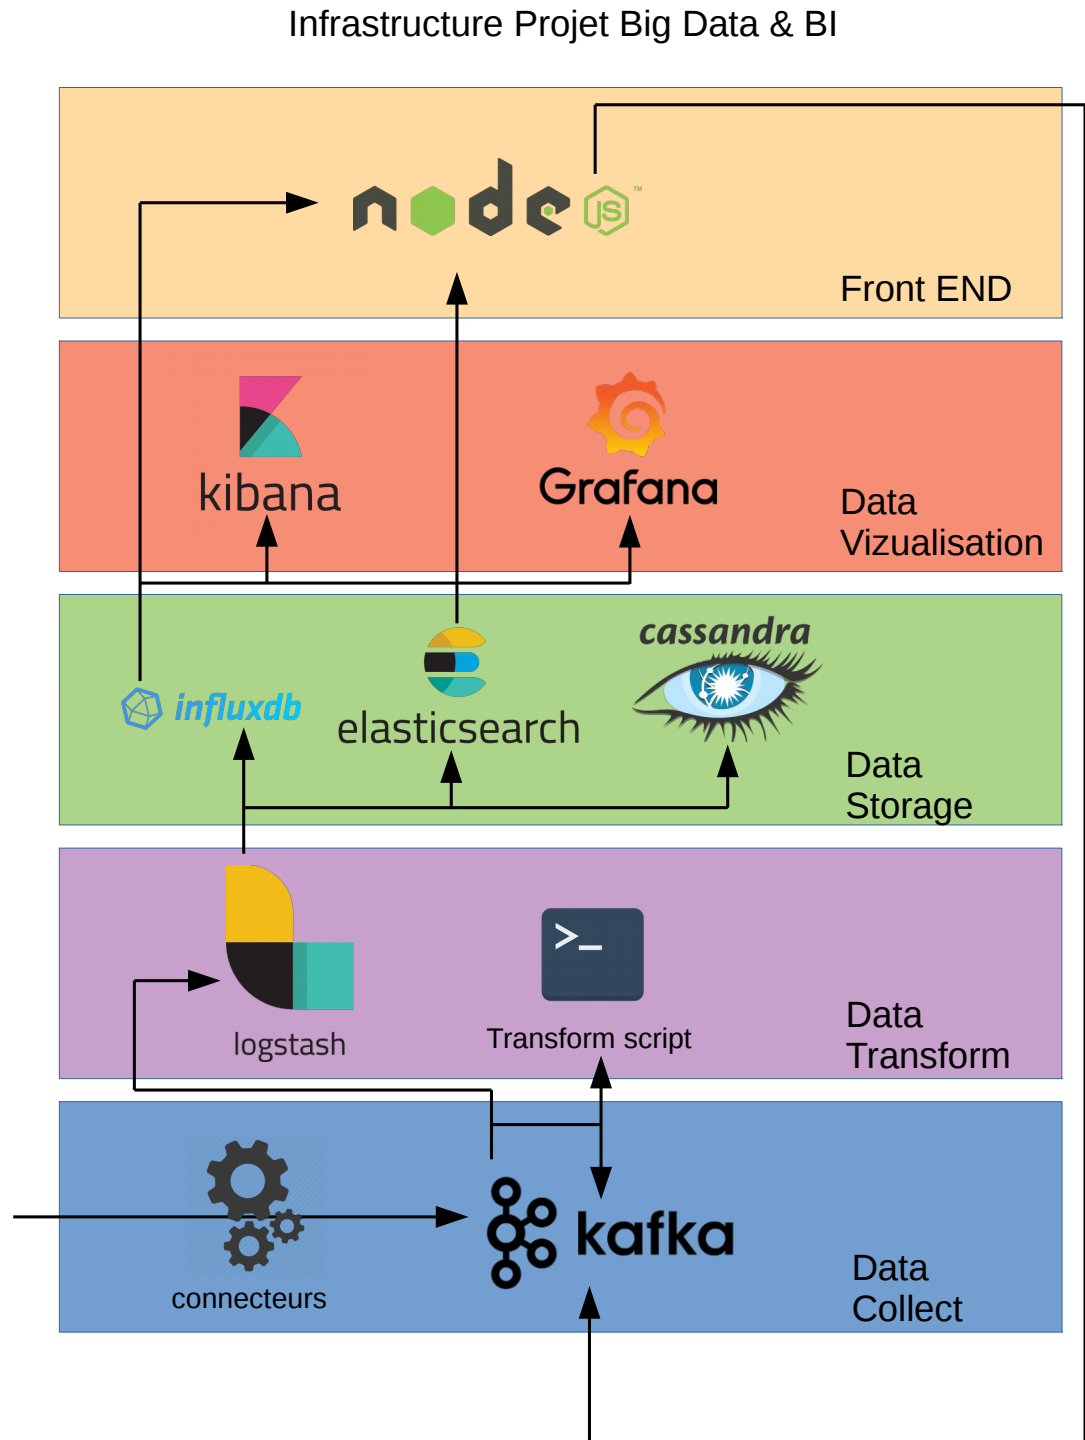 Infrastructure Projet Big Data & BI
node JS ™
Front END
kibana
Grafana
Data
Vizualisation
cassandra
influxdb
elasticsearch
Data
Storage
>_
logstash
Transform script
Data
Transform
kafka
connecteurs
Data
Collect